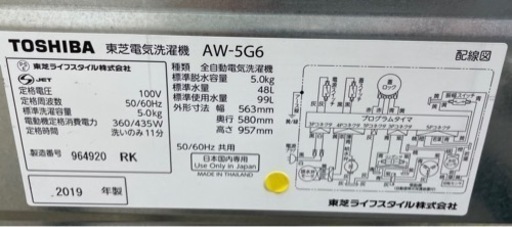 TOSHIBA 東芝電気洗濯機 AW-5G6
配線図
東芝ライフスタイル株式会社
JET
定格電圧 100V
定格周波数 50/60Hz
標準洗濯容量 5.0kg
電動機定格消費電力 360/435W
定格時間 洗いのみ 11分
製造番号 964920 RK
2019 年製
種類 全自動電気洗濯機
標準脱水容量 5.0kg
標準水量 48L
標準使用水量 99L
外形寸法 幅 563mm
奥行 580mm
高さ 957mm
50/60Hz 共用
日本国内専用
Use Only in Japan
MADE IN THAILAND
プログラムタイマ
東芝ライフスタイル株式会社